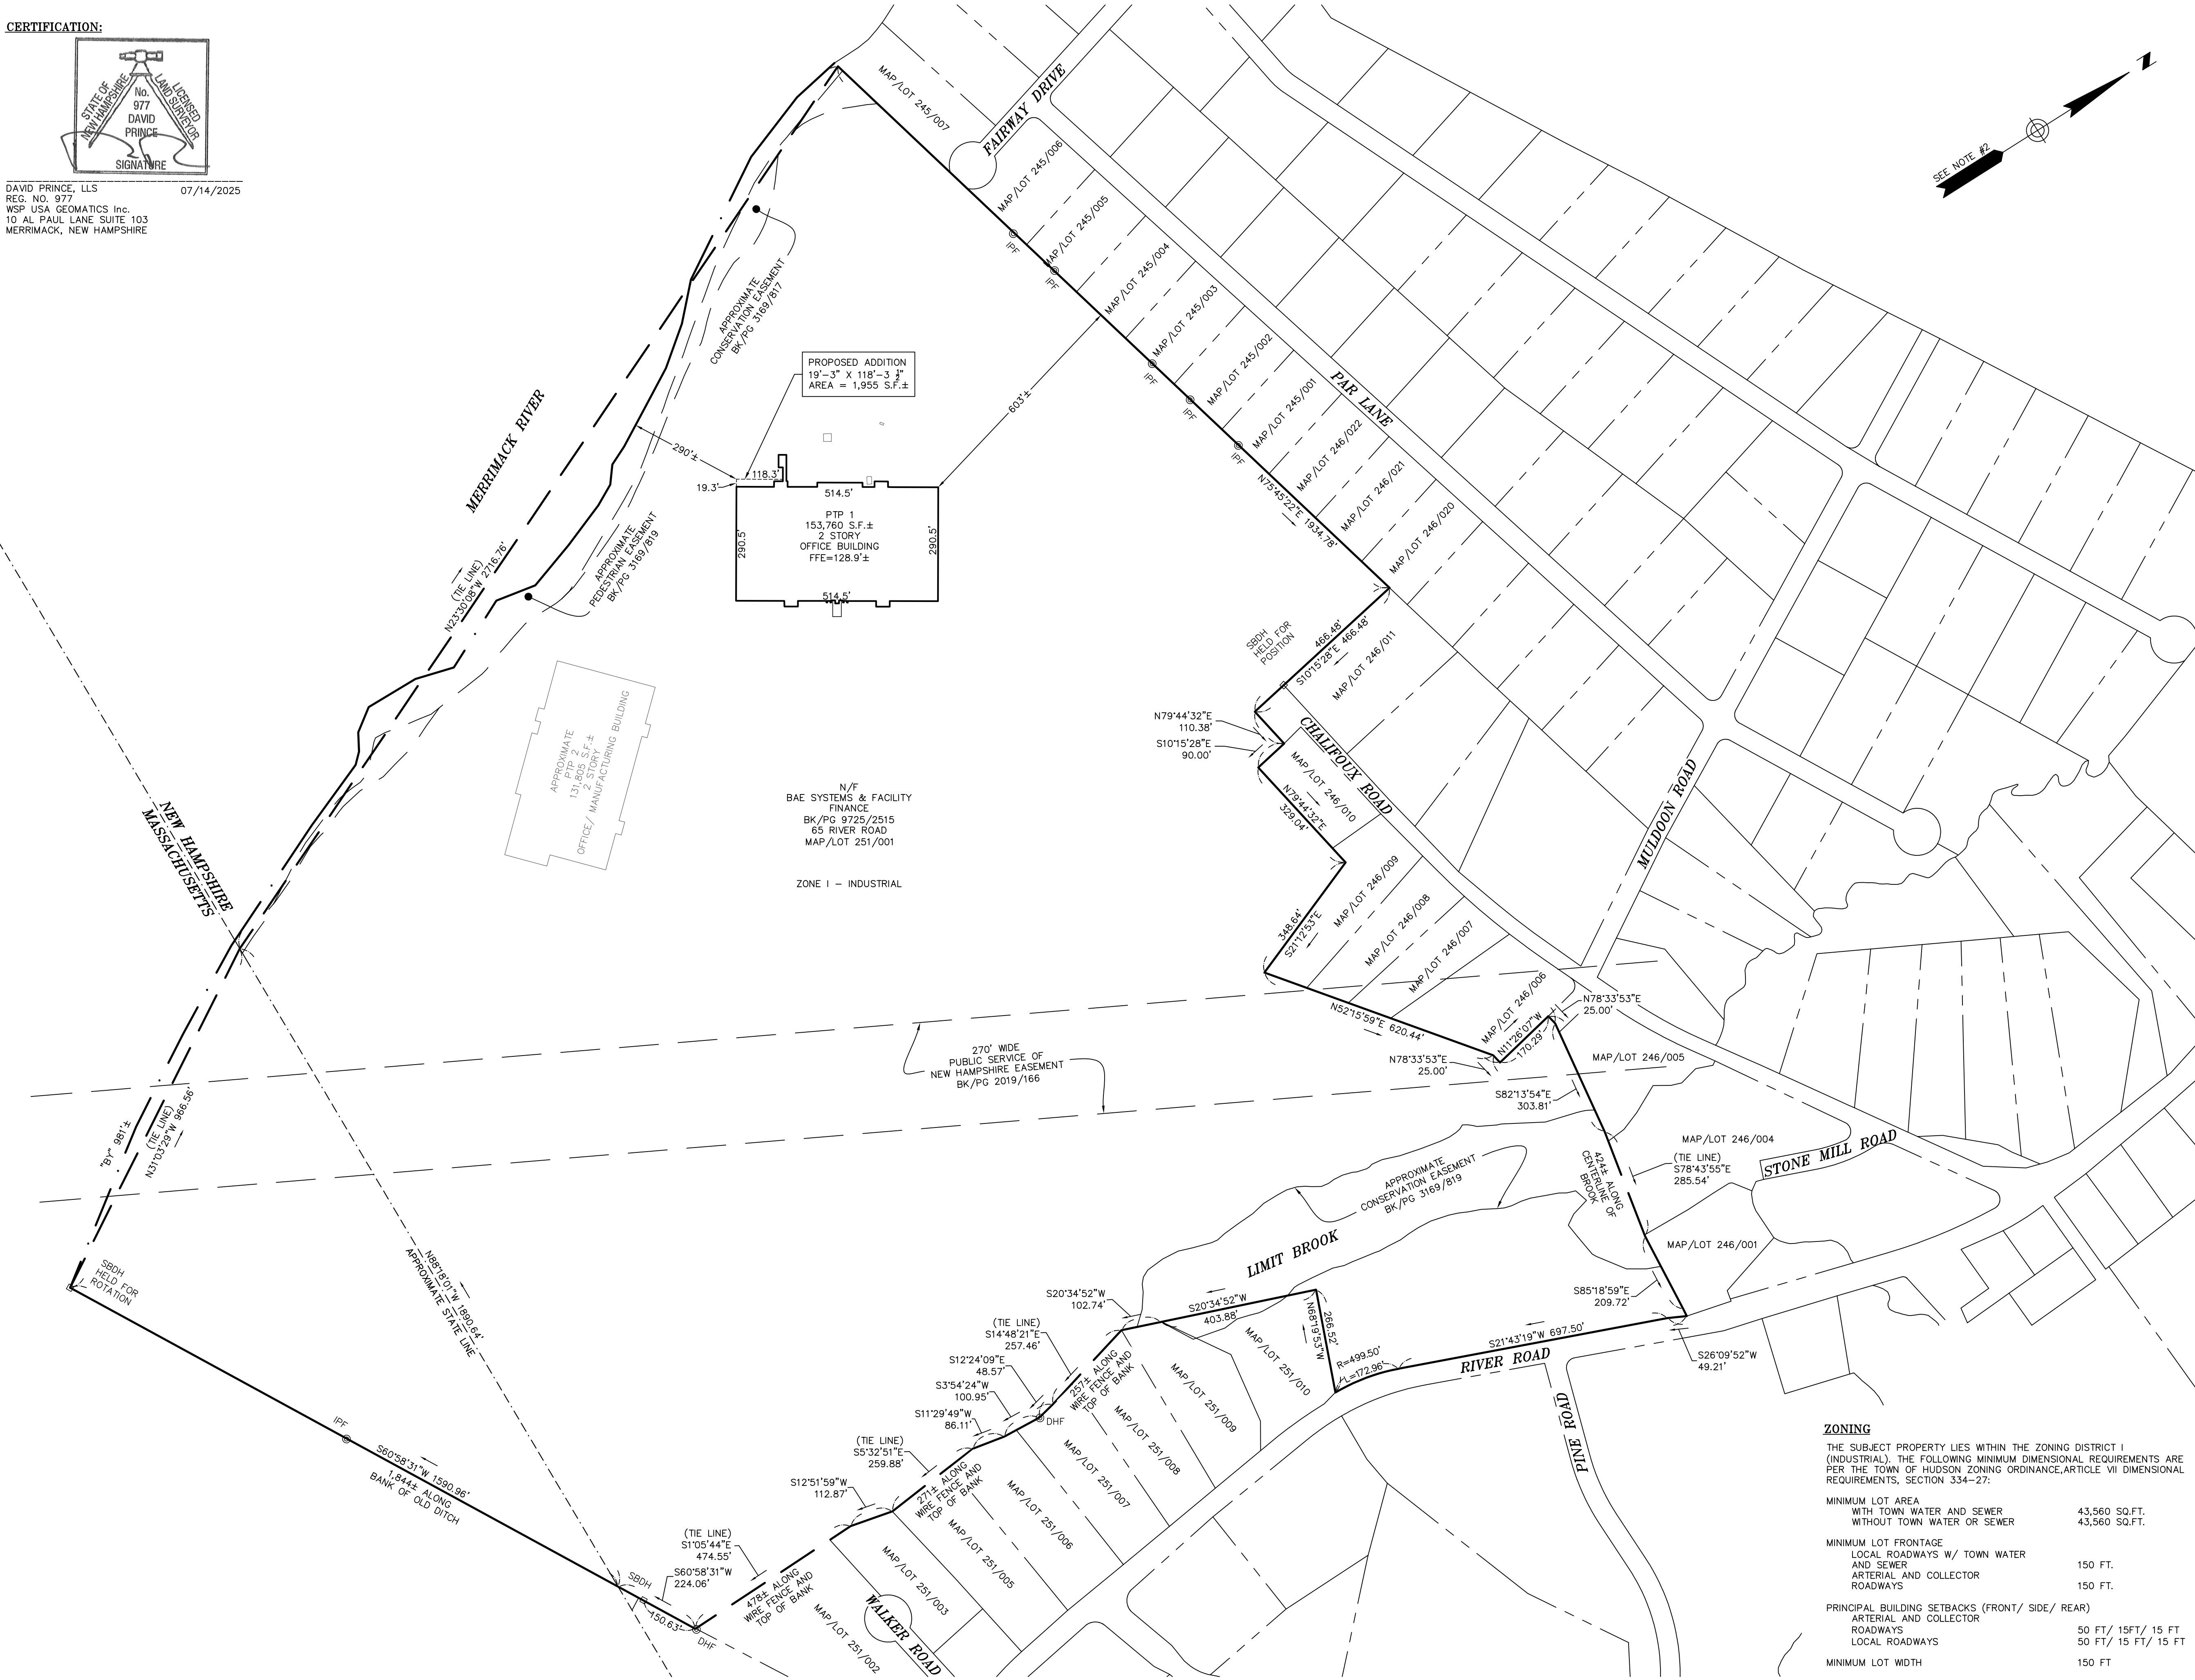 CERTIFICATION:
STATE OF
NEW HAMPSHIRE
LICENSED
LAND SURVEYOR
No.
977
DAVID
PRINCE
SIGNATURE
DAVID PRINCE, LLS
07/14/2025
REG. NO. 977
WSP USA GEOMATICS Inc.
10 AL PAUL LANE SUITE 103
MERRIMACK, NEW HAMPSHIRE
N
SEE NOTE #2
MAP/LOT 245/007
FAIRWAY DRIVE
MAP/LOT 245/006
MAP/LOT 245/005
MAP/LOT 245/004
MAP/LOT 245/003
MAP/LOT 245/002
MAP/LOT 245/001
MAP/LOT 246/022
MAP/LOT 246/021
MAP/LOT 246/020
IPF
IPF
IPF
IPF
IPF
PAR LANE
N75°45'22"E 1934.78'
603'±
APPROXIMATE
CONSERVATION EASEMENT
BK/PG 3169/817
PROPOSED ADDITION
19'-3" X 118'-3 ½"
AREA = 1,955 S.F.±
MERRIMACK RIVER
290'±
118.3'
19.3'
514.5'
PTP 1
153,760 S.F.±
2 STORY
OFFICE BUILDING
FFE=128.9'±
290.5'
290.5'
514.5'
(TIE LINE)
N23°30'08"W 2716.76'
APPROXIMATE
PEDESTRIAN EASEMENT
BK/PG 3169/819
APPROXIMATE
PTP 2
131,805 S.F.±
2 STORY
OFFICE/ MANUFACTURING BUILDING
N/F
BAE SYSTEMS & FACILITY
FINANCE
BK/PG 9725/2515
65 RIVER ROAD
MAP/LOT 251/001
ZONE I – INDUSTRIAL
SBDH
HELD FOR
POSITION
466.48'
S10°15'28"E 466.48'
MAP/LOT 246/011
N79°44'32"E
110.38'
S10°15'28"E
90.00'
CHALIFOUX ROAD
MAP/LOT 246/010
N79°44'32"E
329.04'
MULDOON ROAD
348.64'
S21°12'53"E
MAP/LOT 246/009
MAP/LOT 246/008
MAP/LOT 246/007
MAP/LOT 246/006
N52°15'59"E 620.44'
N11°26'07"W
170.29'
N78°33'53"E
25.00'
N78°33'53"E
25.00'
MAP/LOT 246/005
S82°13'54"E
303.81'
NEW HAMPSHIRE
MASSACHUSETTS
270' WIDE
PUBLIC SERVICE OF
NEW HAMPSHIRE EASEMENT
BK/PG 2019/166
"BY" 981'±
(TIE LINE)
N31°03'29"W 966.56'
MAP/LOT 246/004
STONE MILL ROAD
(TIE LINE)
S78°43'55"E
285.54'
424± ALONG
CENTERLINE OF
BROOK
APPROXIMATE
CONSERVATION EASEMENT
BK/PG 3169/819
LIMIT BROOK
MAP/LOT 246/001
S85°18'59"E
209.72'
SBDH
HELD FOR
ROTATION
N88°18'01"W 1890.64'
APPROXIMATE STATE LINE
S20°34'52"W
102.74'
S20°34'52"W
403.88'
N68°19'53"W
266.52'
R=499.50'
L=172.96'
S21°43'19"W 697.50'
RIVER ROAD
S26°09'52"W
49.21'
PINE ROAD
(TIE LINE)
S14°48'21"E
257.46'
S12°24'09"E
48.57'
S3°54'24"W
100.95'
S11°29'49"W
86.11'
(TIE LINE)
S5°32'51"E
259.88'
S12°51'59"W
112.87'
(TIE LINE)
S1°05'44"E
474.55'
S60°58'31"W
224.06'
DHF
257± ALONG
WIRE FENCE AND
TOP OF BANK
271± ALONG
WIRE FENCE AND
TOP OF BANK
478± ALONG
WIRE FENCE AND
TOP OF BANK
MAP/LOT 251/010
MAP/LOT 251/009
MAP/LOT 251/008
MAP/LOT 251/007
MAP/LOT 251/006
MAP/LOT 251/005
MAP/LOT 251/003
MAP/LOT 251/002
WALKER ROAD
IPF
S60°58'31"W 1590.96'
1,844± ALONG
BANK OF OLD DITCH
SBDH
150.63'
DHF
ZONING
THE SUBJECT PROPERTY LIES WITHIN THE ZONING DISTRICT I
(INDUSTRIAL). THE FOLLOWING MINIMUM DIMENSIONAL REQUIREMENTS ARE
PER THE TOWN OF HUDSON ZONING ORDINANCE,ARTICLE VII DIMENSIONAL
REQUIREMENTS, SECTION 334–27:
MINIMUM LOT AREA
WITH TOWN WATER AND SEWER 43,560 SQ.FT.
WITHOUT TOWN WATER OR SEWER 43,560 SQ.FT.
MINIMUM LOT FRONTAGE
LOCAL ROADWAYS W/ TOWN WATER
AND SEWER 150 FT.
ARTERIAL AND COLLECTOR
ROADWAYS 150 FT.
PRINCIPAL BUILDING SETBACKS (FRONT/ SIDE/ REAR)
ARTERIAL AND COLLECTOR
ROADWAYS 50 FT/ 15FT/ 15 FT
LOCAL ROADWAYS 50 FT/ 15 FT/ 15 FT
MINIMUM LOT WIDTH 150 FT